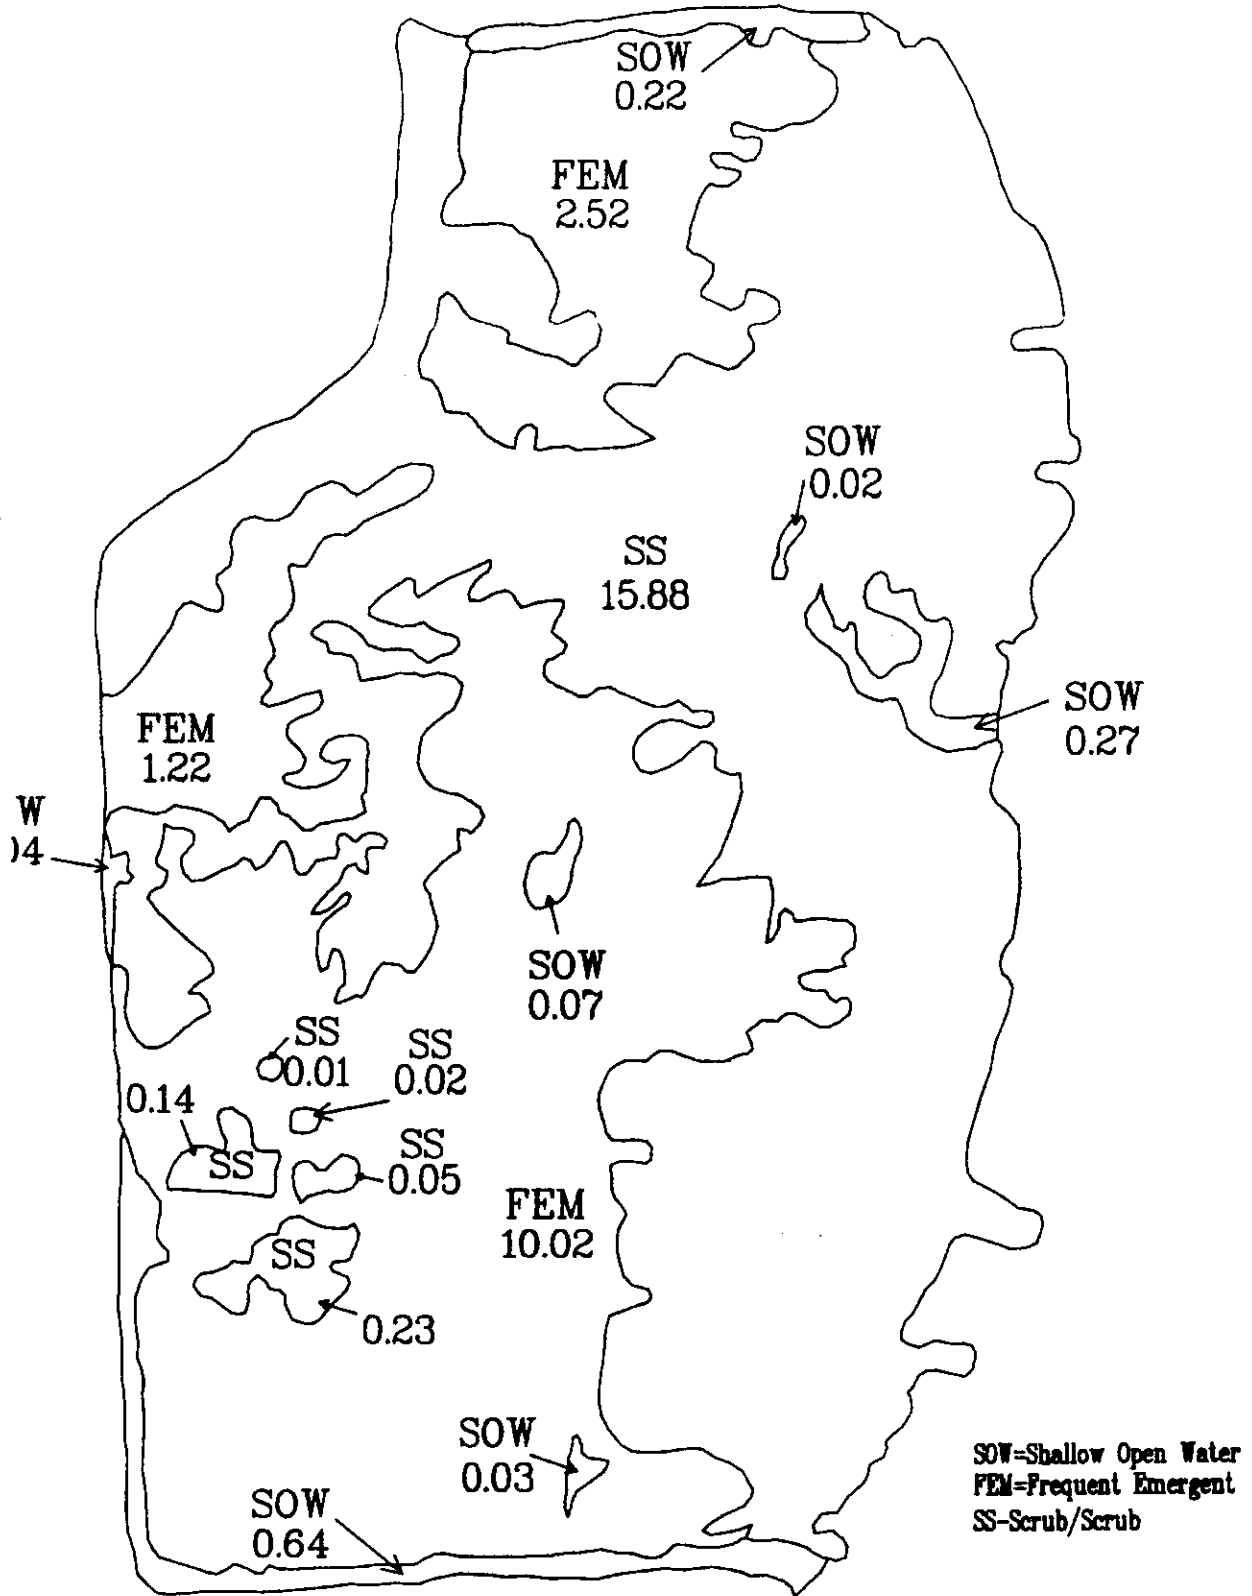 SOW
0.22
FEM
2.52
SOW
0.02
SS
15.88
FEM
1.22
SOW
0.27
W
)4
SOW
0.07
SS
0.01
SS
0.02
0.14
SS
SS
0.05
FEM
10.02
SS
0.23
SOW
0.03
SOW
0.64
SOW=Shallow Open Water
FEM=Frequent Emergent
SS-Scrub/Scrub